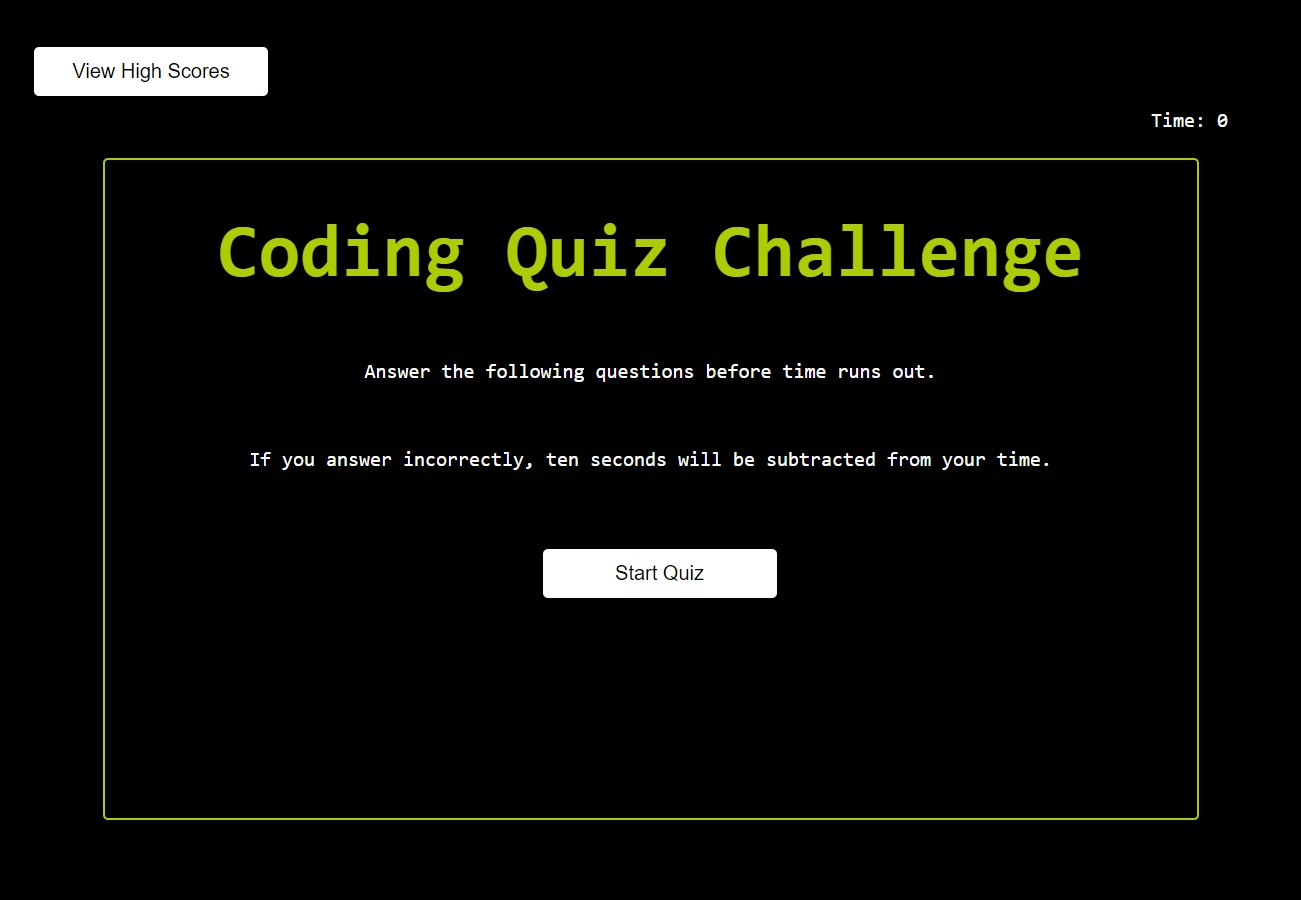 View High Scores
Time: 0
Coding Quiz Challenge
Answer the following questions before time runs out.
If you answer incorrectly, ten seconds will be subtracted from your time.
Start Quiz